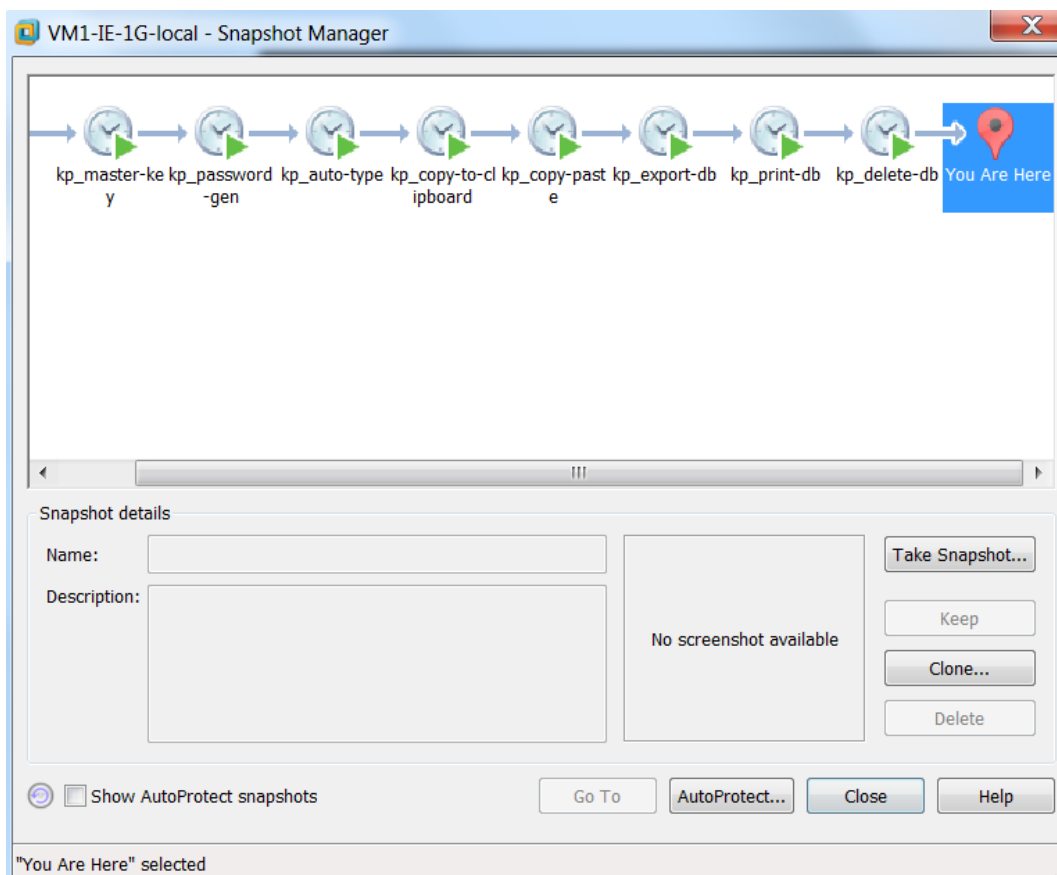 VM1-IE-1G-local - Snapshot Manager
kp_master-ke kp_password kp_auto-type kp_copy-to-cl kp_copy-past kp_export-db kp_print-db kp_delete-db You Are Here
y -gen ipboard e
Snapshot details
Name:
Take Snapshot...
Description:
Keep
No screenshot available
Clone...
Delete
Show AutoProtect snapshots Go To AutoProtect... Close Help
"You Are Here" selected